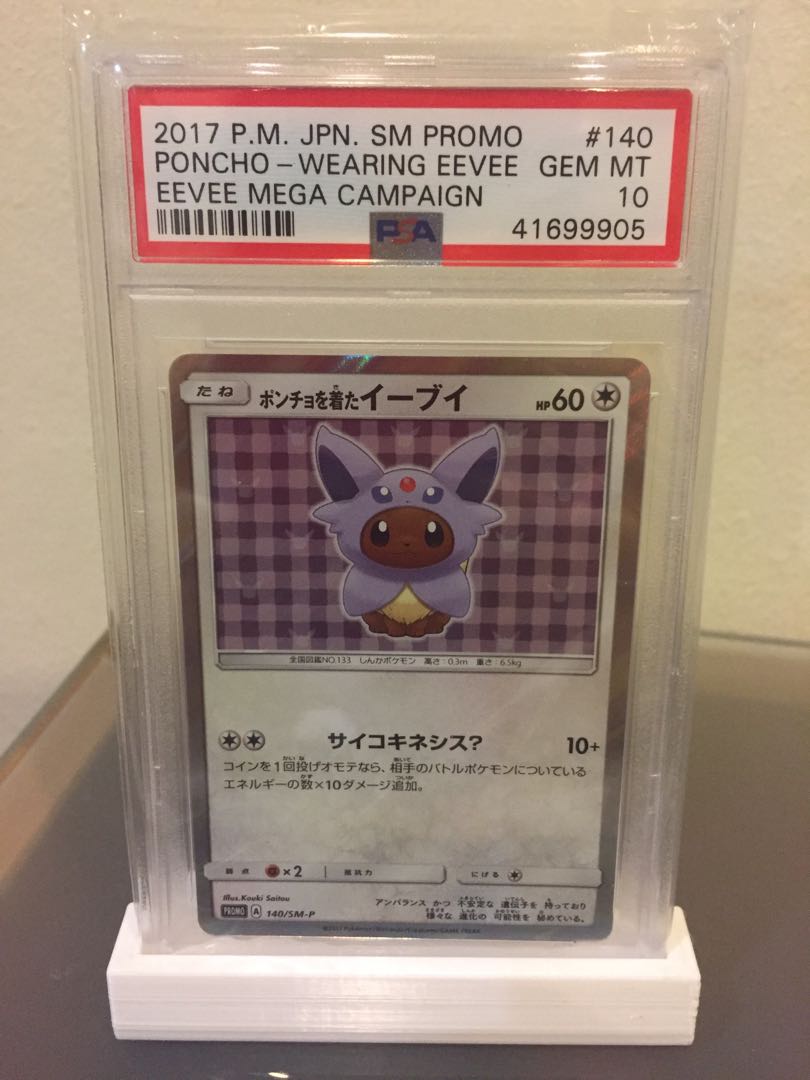 2017 P.M. JPN. SM PROMO #140
PONCHO-WEARING EEVEE GEM MT
EEVEE MEGA CAMPAIGN 10
PSA 41699905
たね ポンチョを着たイーブイ HP60
全国図鑑NO.133 しんかポケモン 高さ:0.3m 重さ:6.5kg
サイコキネシス? 10+
コインを1回投げオモテなら、相手のバトルポケモンについている
エネルギーの数×10ダメージ追加。
弱点 ×2 抵抗力 にげる
Illus.Kouki Saitou
PROMO A 140/SM-P
アンバランス かつ 不安定な 遺伝子を 持っており
様々な 進化の 可能性を 秘めている。